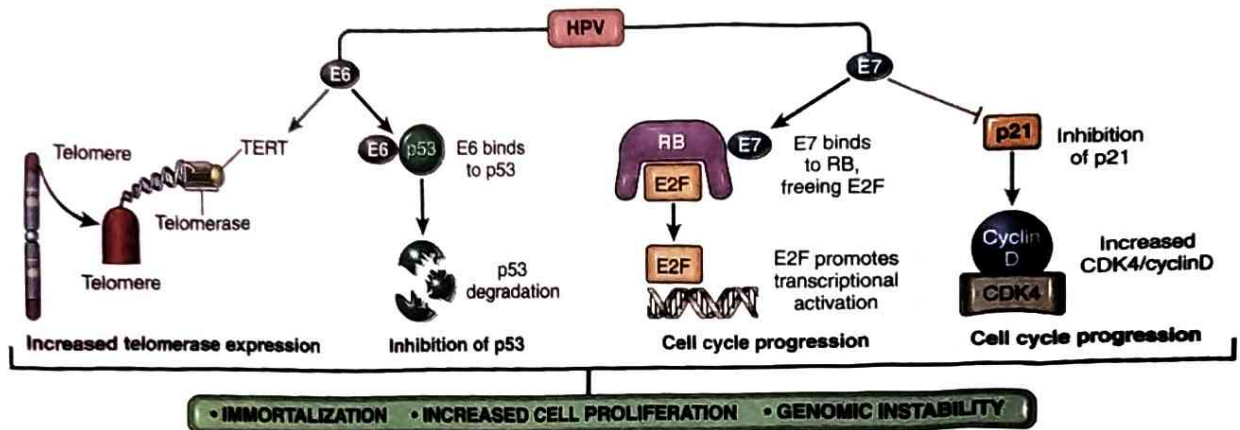 HPV
E6
E7
TERT
Telomere
Telomerase
Telomere
E6
p53
E6 binds
to p53
p53
degradation
RB
E7
E2F
E7 binds
to RB,
freeing E2F
E2F
E2F promotes
transcriptional
activation
p21
Inhibition
of p21
Cyclin
D
CDK4
Increased
CDK4/cyclinD
Increased telomerase expression
Inhibition of p53
Cell cycle progression
Cell cycle progression
• IMMORTALIZATION • INCREASED CELL PROLIFERATION • GENOMIC INSTABILITY